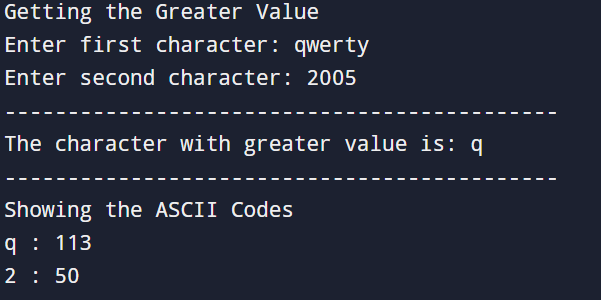 Getting the Greater Value
Enter first character: qwerty
Enter second character: 2005
--------------------------------------------
The character with greater value is: q
--------------------------------------------
Showing the ASCII Codes
q : 113
2 : 50